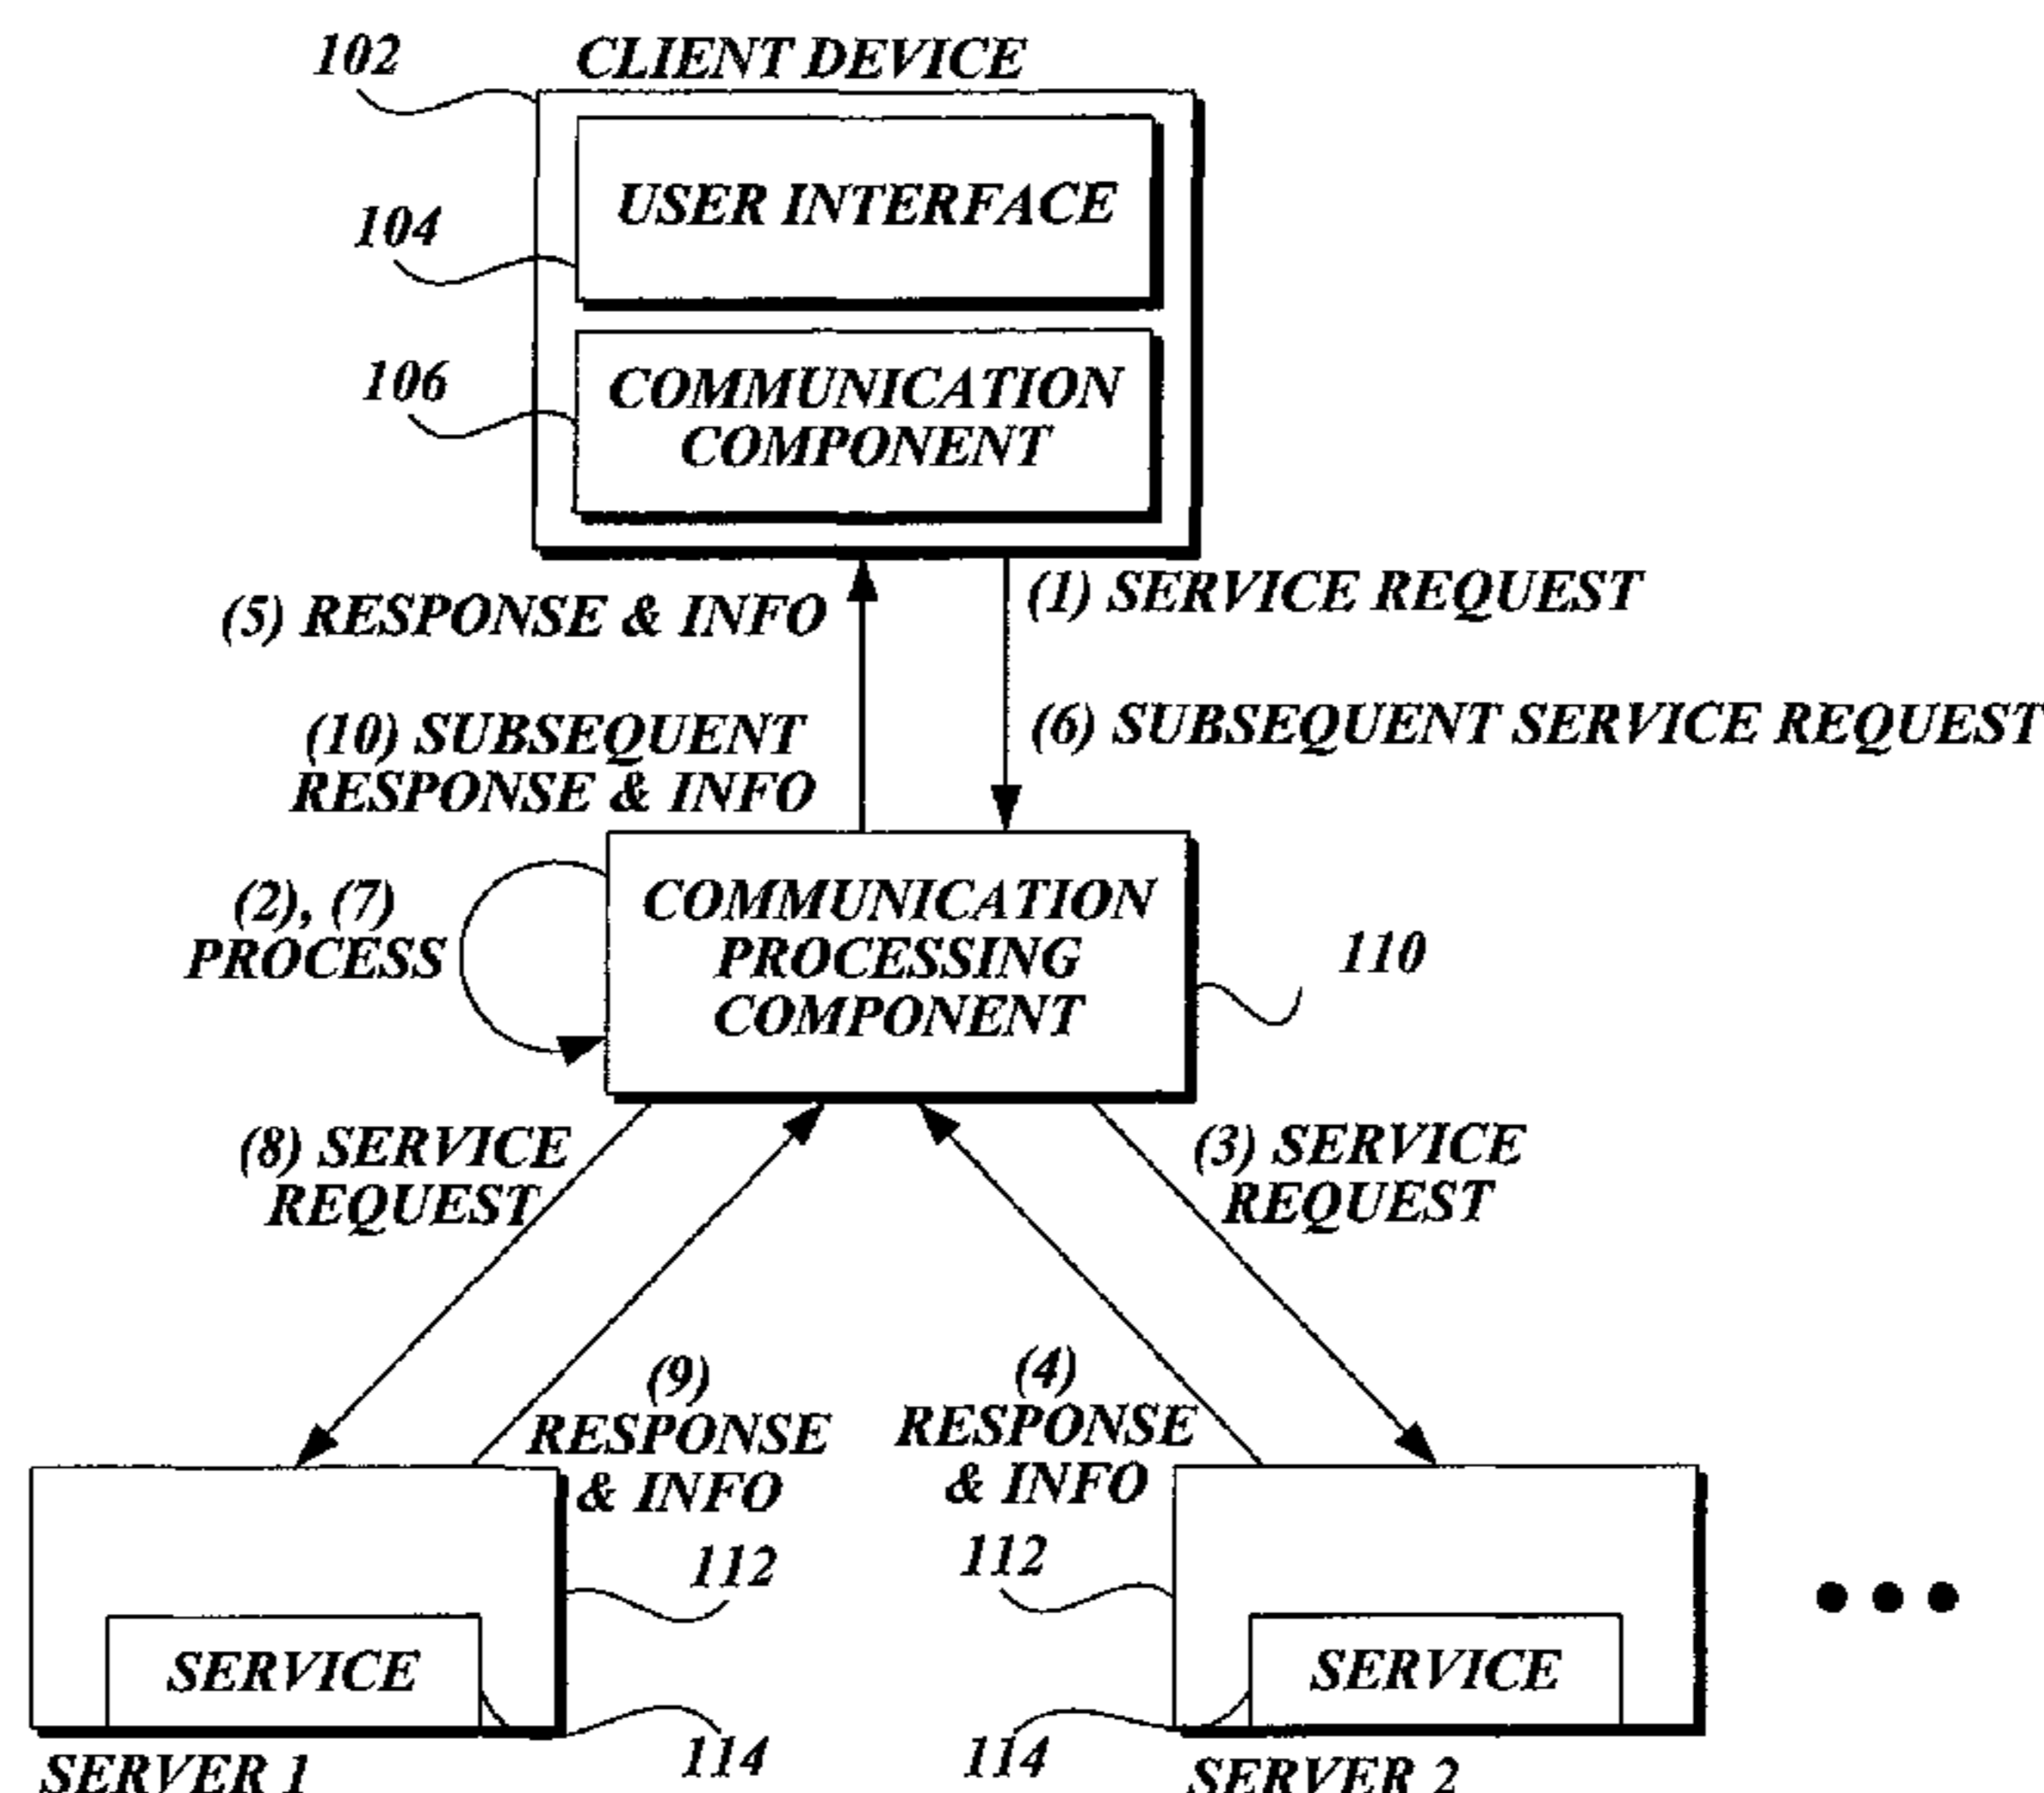 102
CLIENT DEVICE
USER INTERFACE
104
106
COMMUNICATION
COMPONENT
(5) RESPONSE & INFO
(1) SERVICE REQUEST
(10) SUBSEQUENT
RESPONSE & INFO
(6) SUBSEQUENT SERVICE REQUEST
(2), (7)
PROCESS
COMMUNICATION
PROCESSING
COMPONENT
110
(8) SERVICE
REQUEST
(3) SERVICE
REQUEST
(9)
RESPONSE
& INFO
(4)
RESPONSE
& INFO
112
112
SERVICE
SERVICE
114
114
SERVER 1
SERVER 2